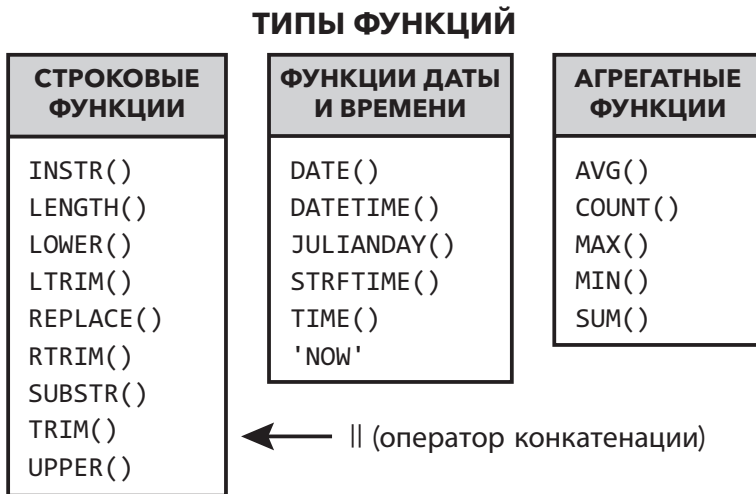 ТИПЫ ФУНКЦИЙ
СТРОКОВЫЕ
ФУНКЦИИ
INSTR()
LENGTH()
LOWER()
LTRIM()
REPLACE()
RTRIM()
SUBSTR()
TRIM()
UPPER()
ФУНКЦИИ ДАТЫ
И ВРЕМЕНИ
DATE()
DATETIME()
JULIANDAY()
STRFTIME()
TIME()
'NOW'
АГРЕГАТНЫЕ
ФУНКЦИИ
AVG()
COUNT()
MAX()
MIN()
SUM()
|| (оператор конкатенации)